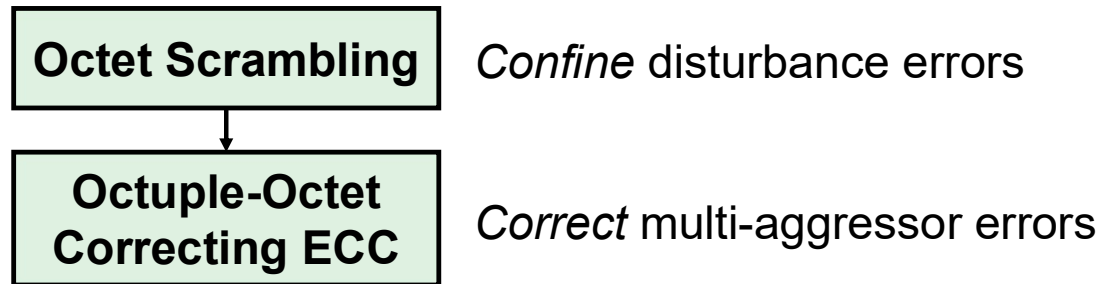 Octet Scrambling
Confine disturbance errors
Octuple-Octet
Correcting ECC
Correct multi-aggressor errors